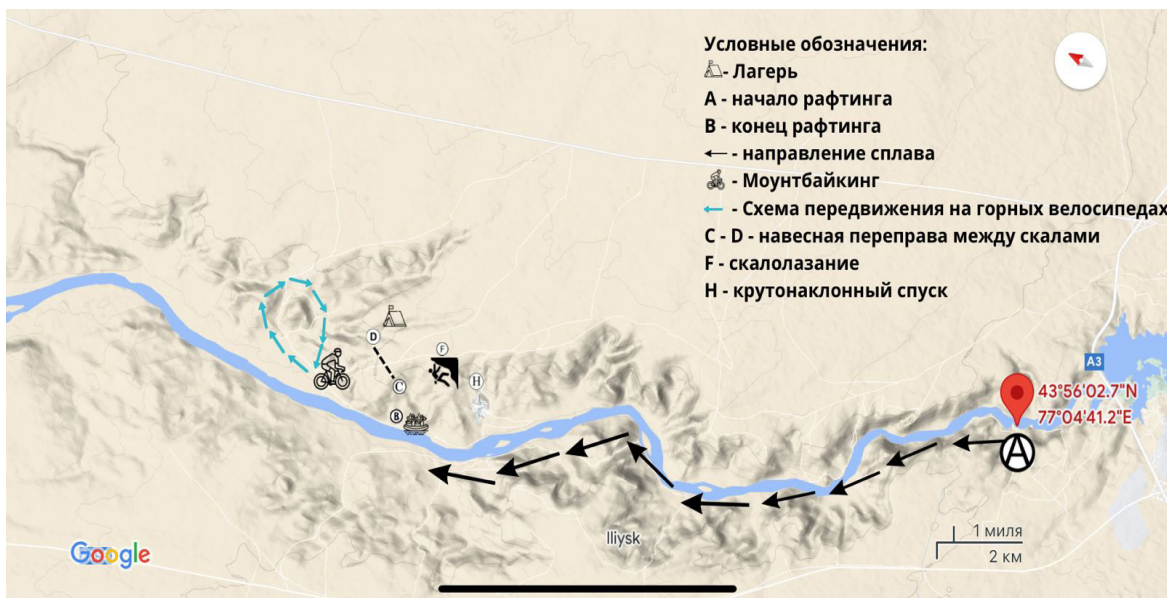 Условные обозначения:
- Лагерь
A - начало рафтинга
B - конец рафтинга
- направление сплава
- Моунтбайкинг
- Схема передвижения на горных велосипедах
C - D - навесная переправа между скалами
F - скалолазание
H - крутонаклонный спуск
D
F
C
H
B
A3
43°56'02.7"N
77°04'41.2"E
A
Iliysk
1 миля
2 км
Google